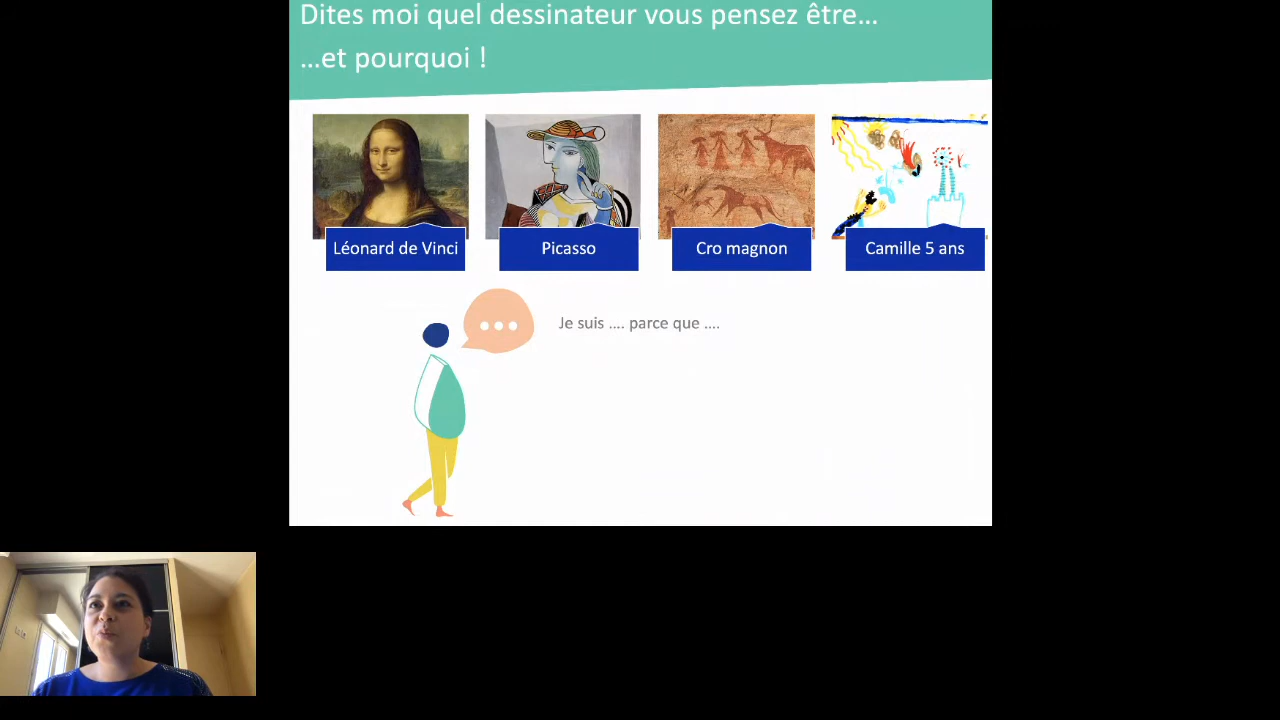 Dites moi quel dessinateur vous pensez être...
...et pourquoi !
Léonard de Vinci
Picasso
Cro magnon
Camille 5 ans
Je suis .... parce que ....